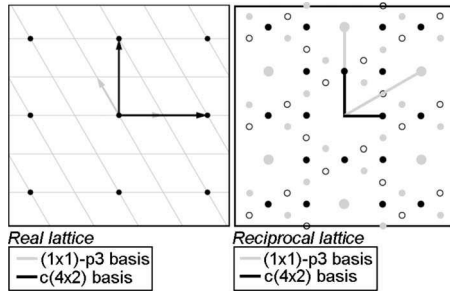 Real lattice
(1x1)-p3 basis
c(4x2) basis
Reciprocal lattice
(1x1)-p3 basis
c(4x2) basis